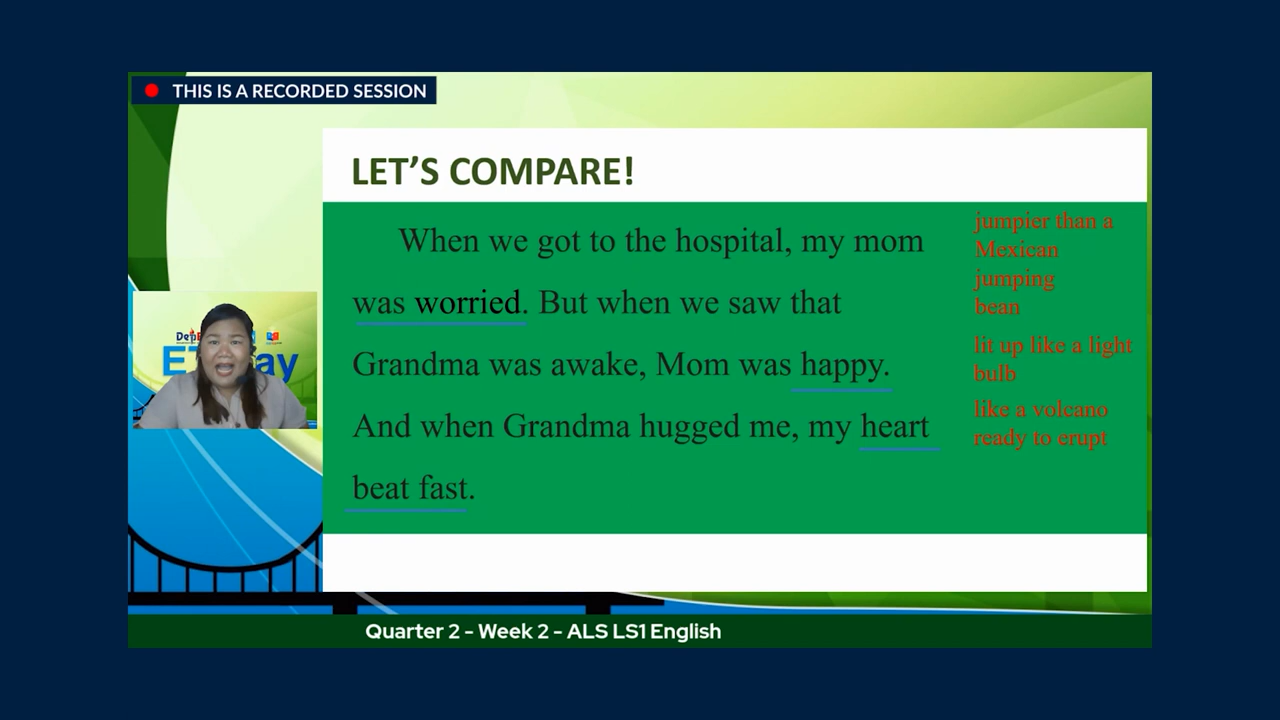 THIS IS A RECORDED SESSION
LET'S COMPARE!
When we got to the hospital, my mom
was worried. But when we saw that
Grandma was awake, Mom was happy.
And when Grandma hugged me, my heart
beat fast.
jumpier than a
Mexican
jumping
bean
lit up like a light
bulb
like a volcano
ready to erupt
Quarter 2 - Week 2 - ALS LS1 English